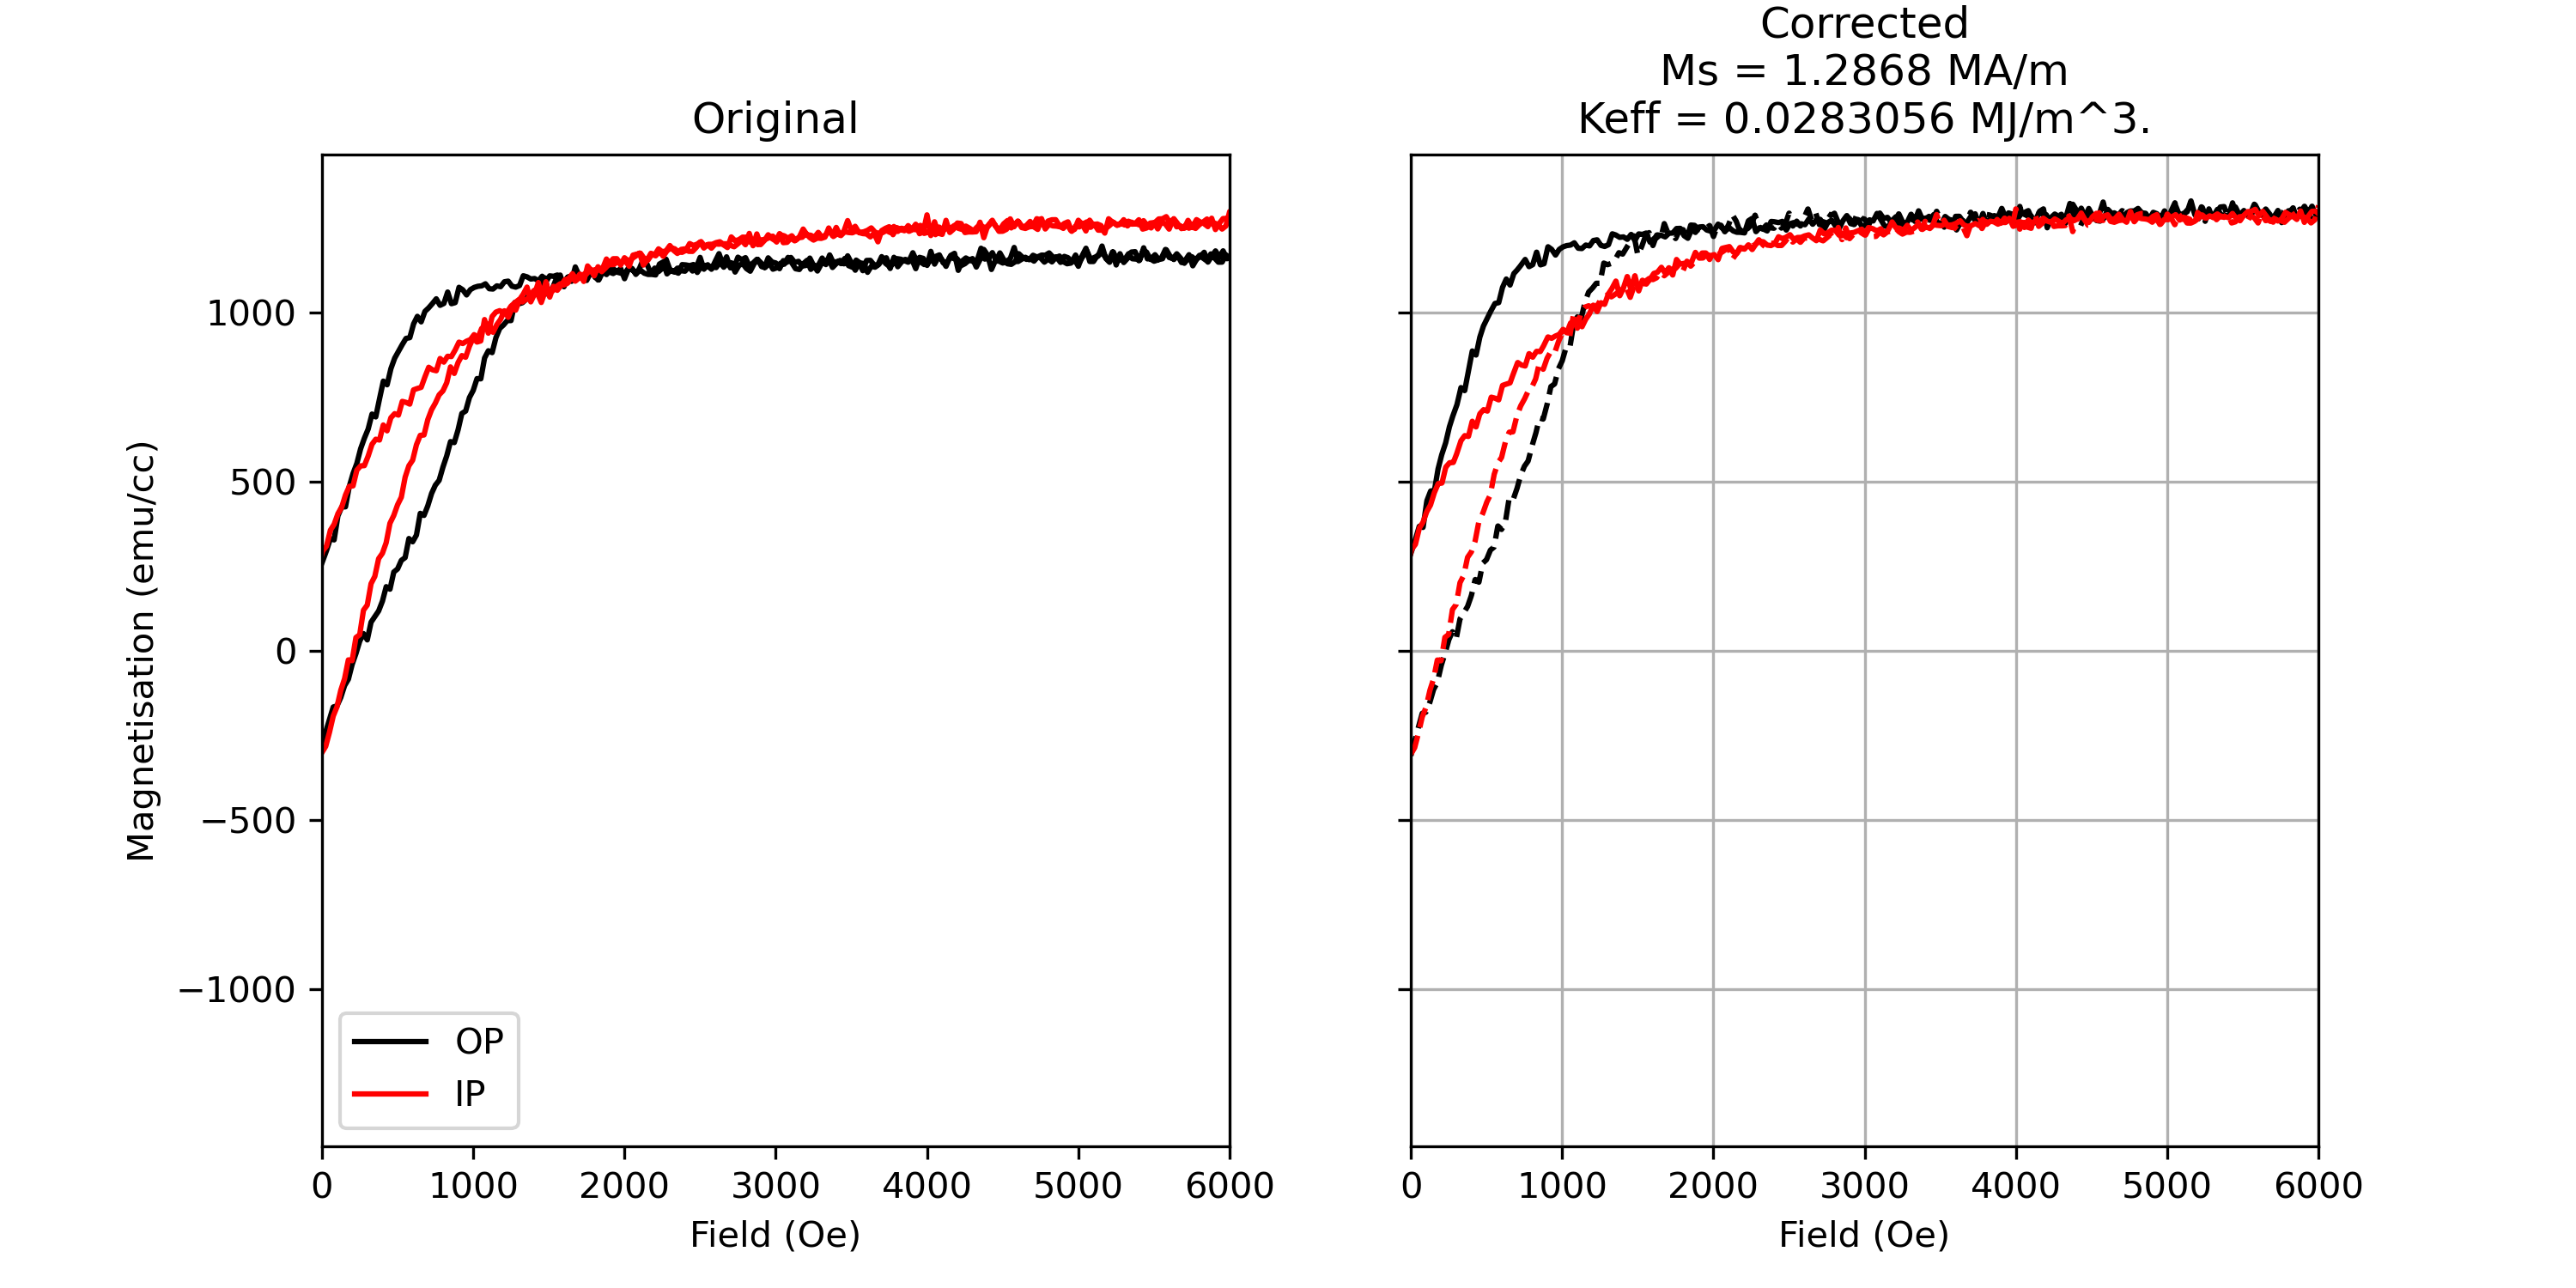 Original
Magnetisation (emu/cc)
1000
500
0
−500
−1000
OP
IP
0 1000 2000 3000 4000 5000 6000
Field (Oe)
Corrected
Ms = 1.2868 MA/m
Keff = 0.0283056 MJ/m^3.
0 1000 2000 3000 4000 5000 6000
Field (Oe)